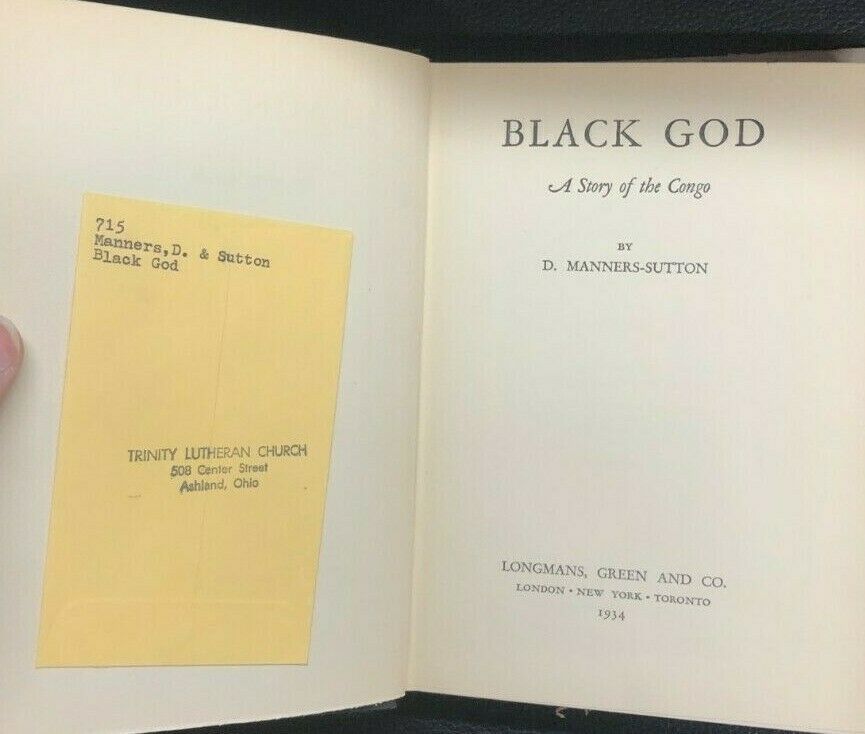 715
Manners,D. & Sutton
Black God
TRINITY LUTHERAN CHURCH
508 Center Street
Ashland, Ohio
BLACK GOD
A Story of the Congo
BY
D. MANNERS-SUTTON
LONGMANS, GREEN AND CO.
LONDON • NEW YORK • TORONTO
1934